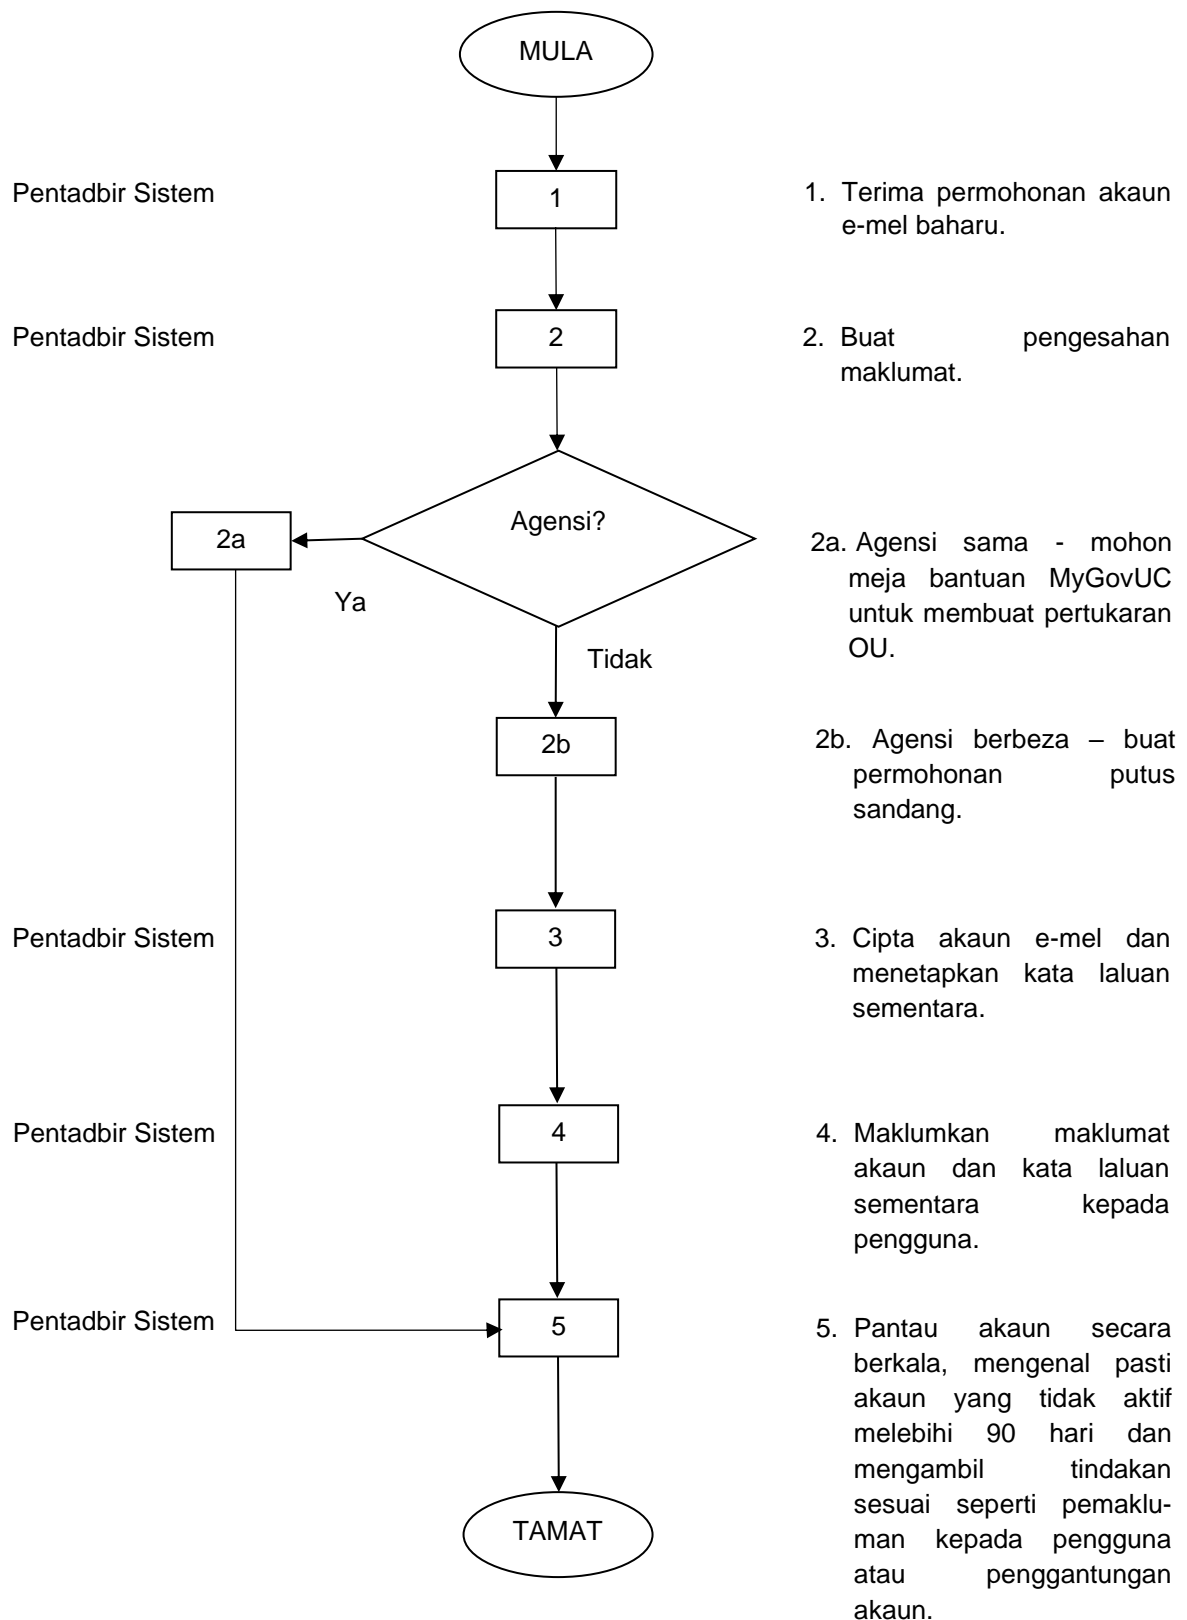 MULA
Pentadbir Sistem
1
1. Terima permohonan akaun
e-mel baharu.
Pentadbir Sistem
2
2. Buat pengesahan
maklumat.
Agensi?
2a
Ya
Tidak
2a. Agensi sama - mohon
meja bantuan MyGovUC
untuk membuat pertukaran
OU.
2b
2b. Agensi berbeza – buat
permohonan putus
sandang.
Pentadbir Sistem
3
3. Cipta akaun e-mel dan
menetapkan kata laluan
sementara.
Pentadbir Sistem
4
4. Maklumkan maklumat
akaun dan kata laluan
sementara kepada
pengguna.
Pentadbir Sistem
5
5. Pantau akaun secara
berkala, mengenal pasti
akaun yang tidak aktif
melebihi 90 hari dan
mengambil tindakan
sesuai seperti pemaklu-
man kepada pengguna
atau penggantungan
akaun.
TAMAT